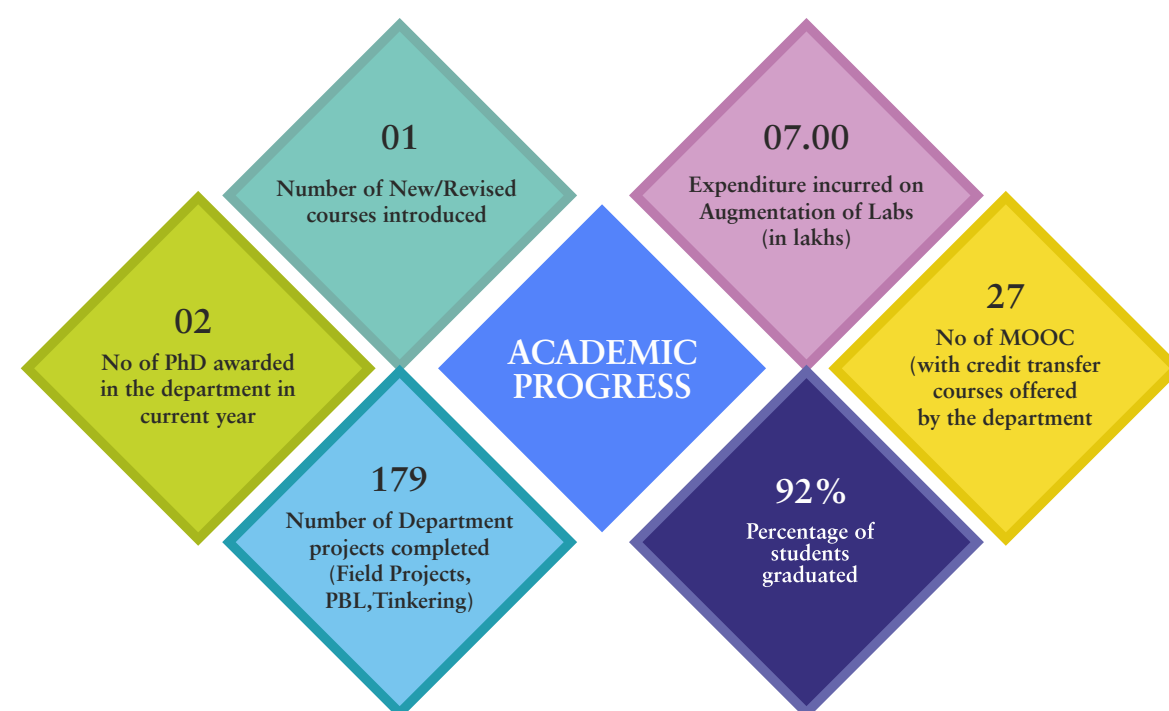 01
Number of New/Revised
courses introduced
07.00
Expenditure incurred on
Augmentation of Labs
(in lakhs)
02
No of PhD awarded
in the department in
current year
ACADEMIC
PROGRESS
27
No of MOOC
(with credit transfer
courses offered
by the department
179
Number of Department
projects completed
(Field Projects,
PBL,Tinkering)
92%
Percentage of
students
graduated